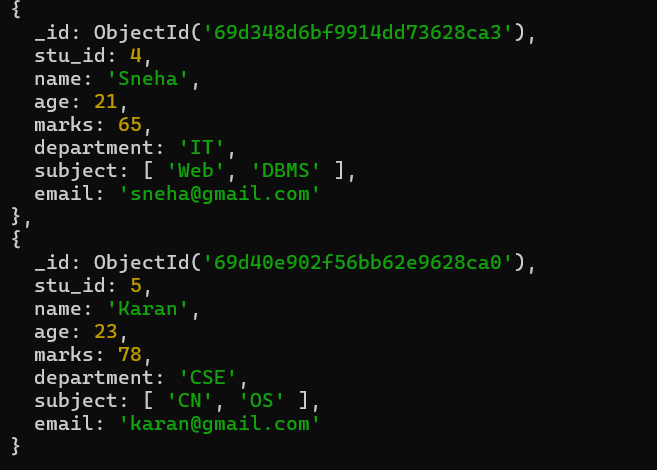 {
  _id: ObjectId('69d348d6bf9914dd73628ca3'),
  stu_id: 4,
  name: 'Sneha',
  age: 21,
  marks: 65,
  department: 'IT',
  subject: [ 'Web', 'DBMS' ],
  email: 'sneha@gmail.com'
},
{
  _id: ObjectId('69d40e902f56bb62e9628ca0'),
  stu_id: 5,
  name: 'Karan',
  age: 23,
  marks: 78,
  department: 'CSE',
  subject: [ 'CN', 'OS' ],
  email: 'karan@gmail.com'
}